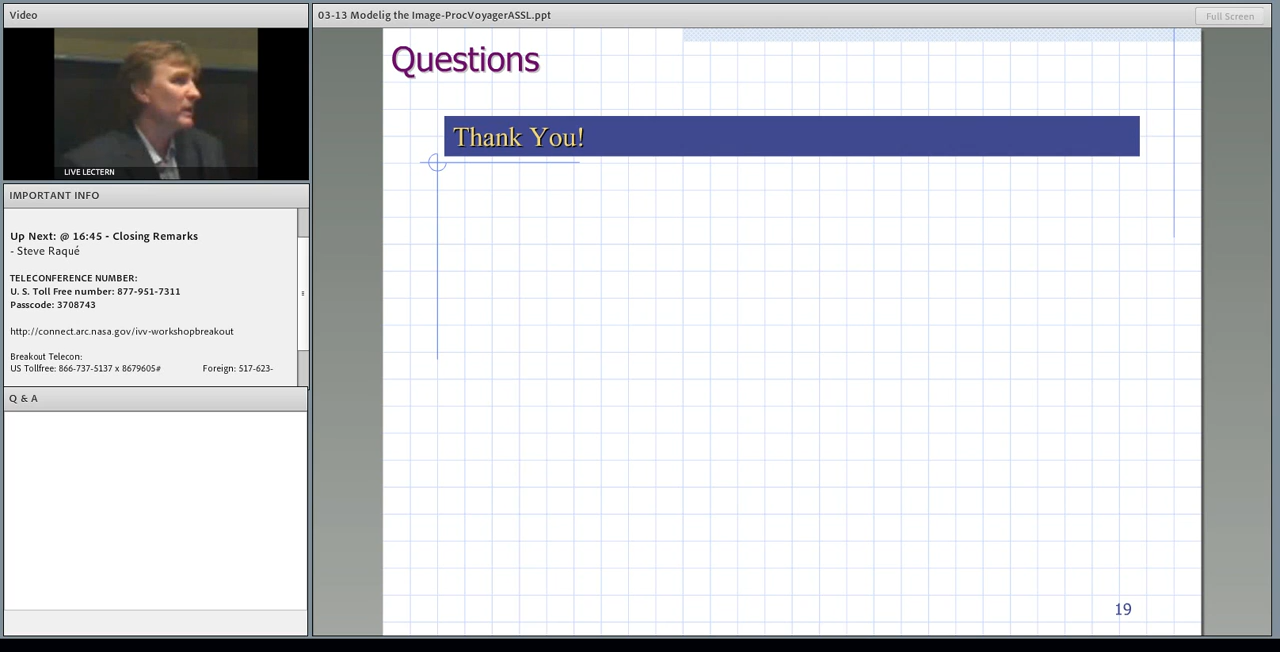 Video
LIVE LECTERN
IMPORTANT INFO
Up Next: @ 16:45 - Closing Remarks
- Steve Raqué
TELECONFERENCE NUMBER:
U. S. Toll Free number: 877-951-7311
Passcode: 3708743
http://connect.arc.nasa.gov/ivv-workshopbreakout
Breakout Telecon:
US Tollfree: 866-737-5137 x 8679605# Foreign: 517-623-
Q & A
03-13 Modelig the Image-ProcVoyagerASSL.ppt
Full Screen
Questions
Thank You!
19